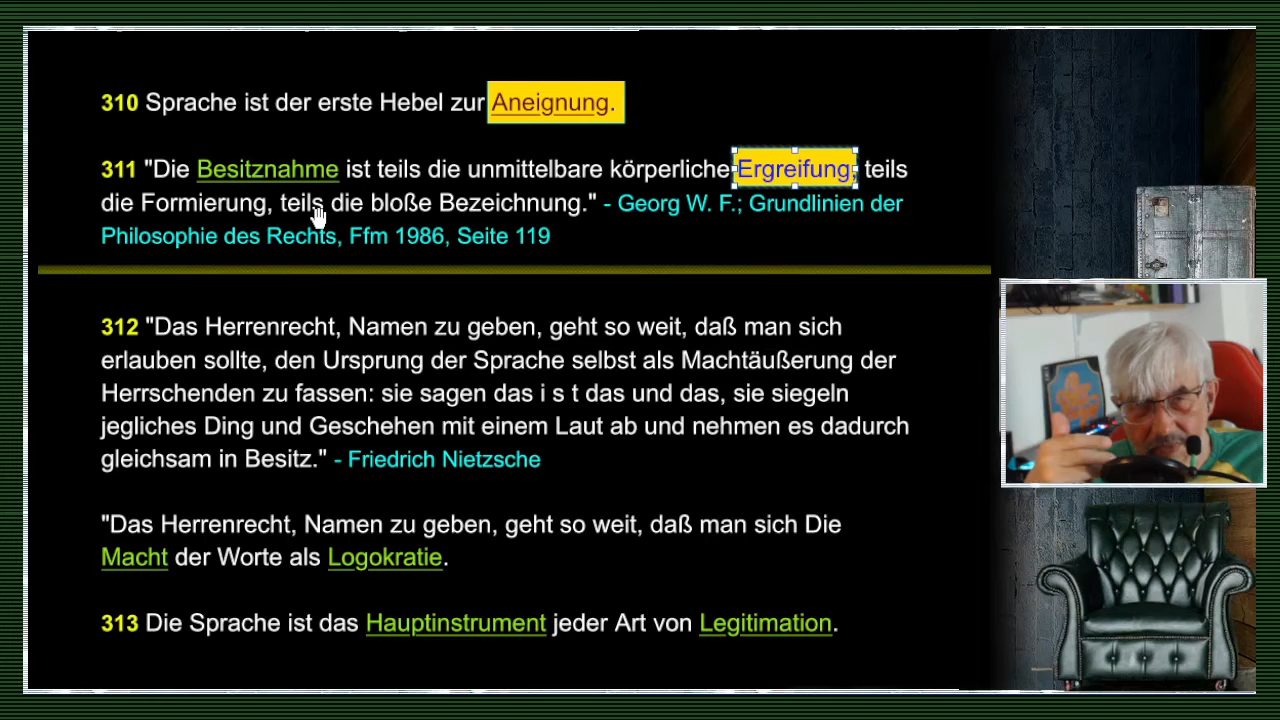 310 Sprache ist der erste Hebel zur Aneignung.
311 "Die Besitznahme ist teils die unmittelbare körperliche Ergreifung, teils
die Formierung, teils die bloße Bezeichnung." - Georg W. F.; Grundlinien der
Philosophie des Rechts, Ffm 1986, Seite 119
312 "Das Herrenrecht, Namen zu geben, geht so weit, daß man sich
erlauben sollte, den Ursprung der Sprache selbst als Machtäußerung der
Herrschenden zu fassen: sie sagen das i s t das und das, sie siegeln
jegliches Ding und Geschehen mit einem Laut ab und nehmen es dadurch
gleichsam in Besitz." - Friedrich Nietzsche
"Das Herrenrecht, Namen zu geben, geht so weit, daß man sich Die
Macht der Worte als Logokratie.
313 Die Sprache ist das Hauptinstrument jeder Art von Legitimation.